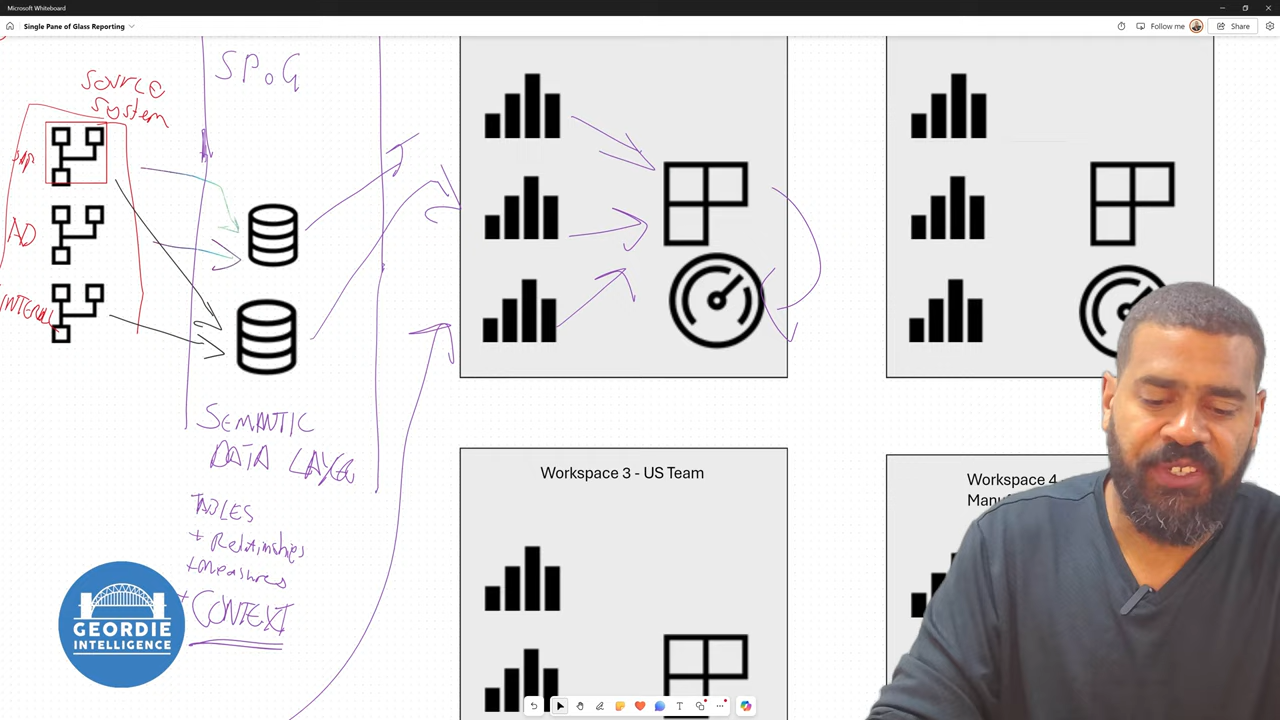 Microsoft Whiteboard
Single Pane of Glass Reporting
Follow me
Share
SPoG
Source
System
AD
INTERNAL
SEMANTIC
DATA LAYER
TABLES
+ Relationships
+ measures
+ CONTEXT
Workspace 3 - US Team
Workspace 4 -
GEORDIE
INTELLIGENCE
T